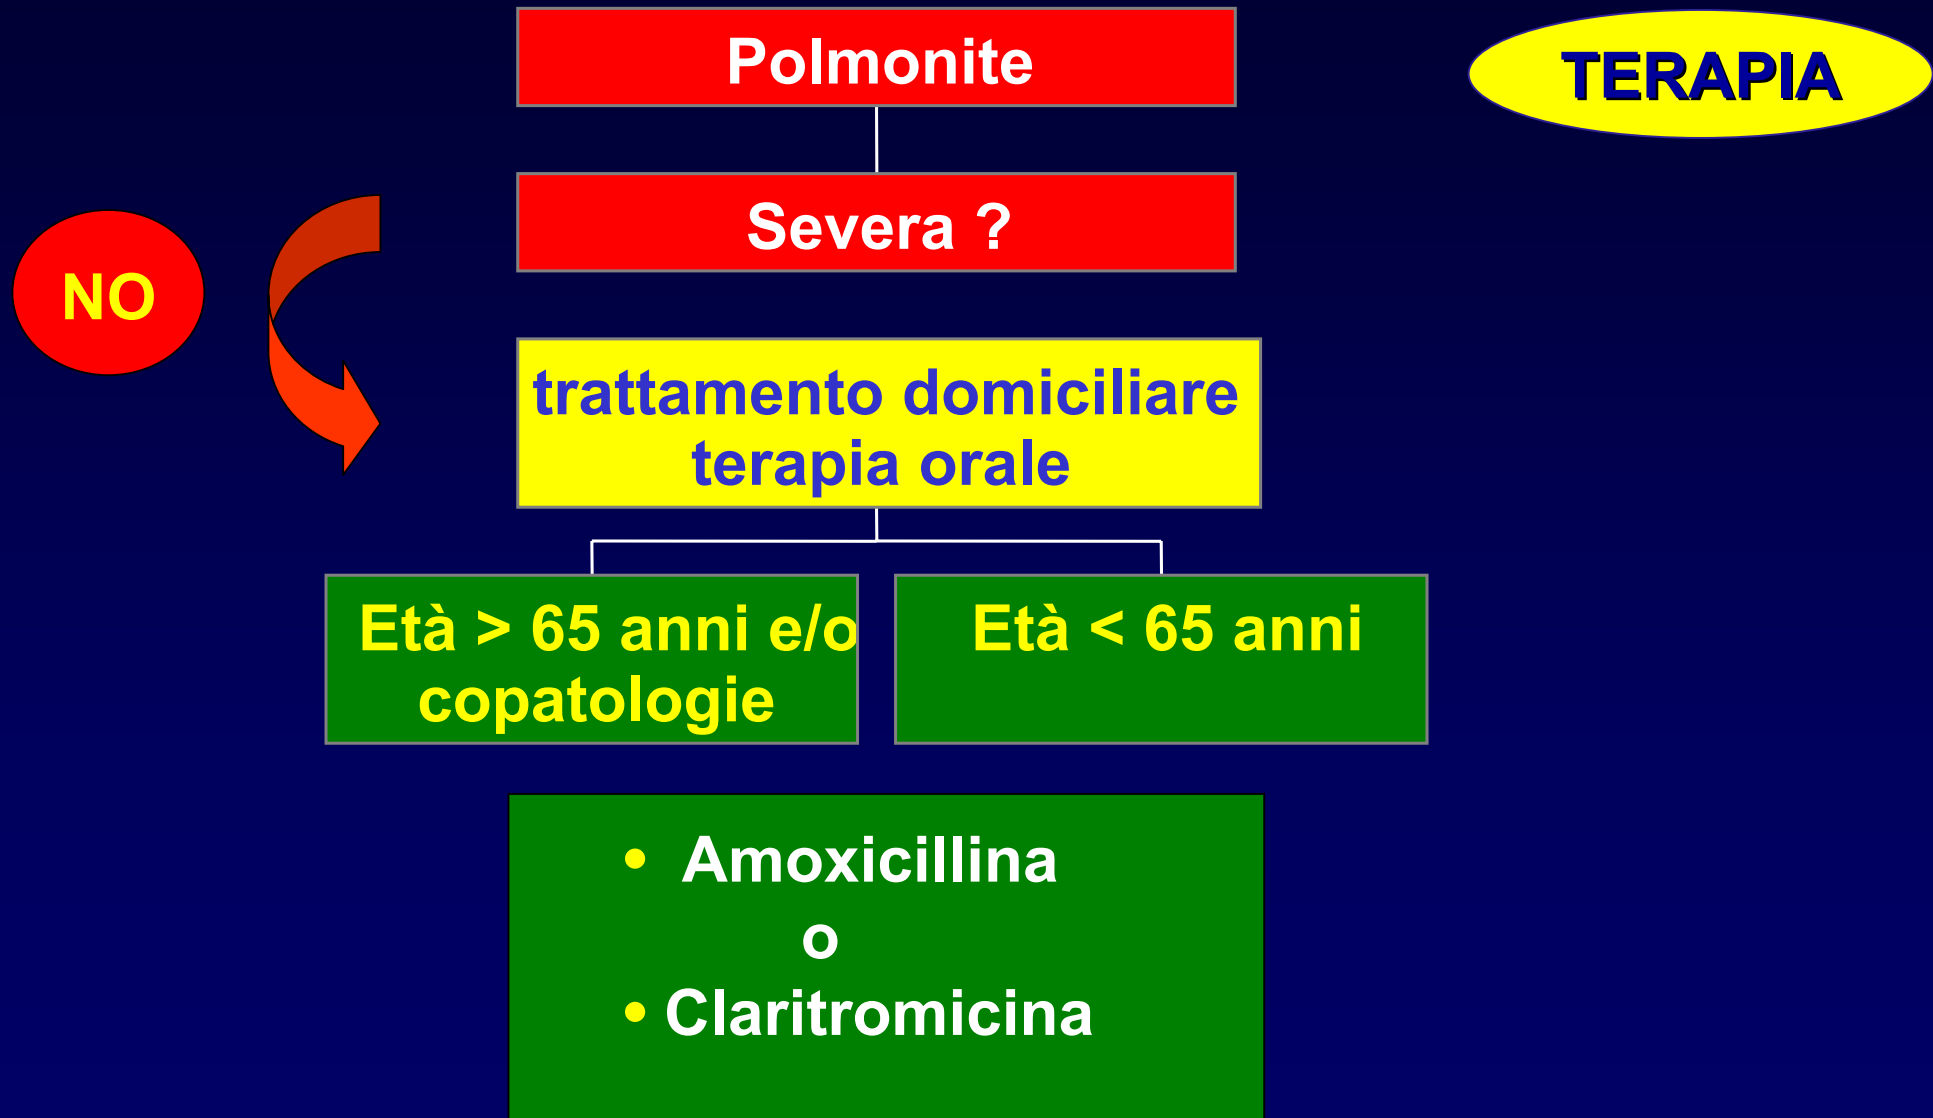 Polmonite
TERAPIA
Severa ?
NO
trattamento domiciliare
terapia orale
Età > 65 anni e/o
copatologie
Età < 65 anni
• Amoxicillina
o
• Claritromicina